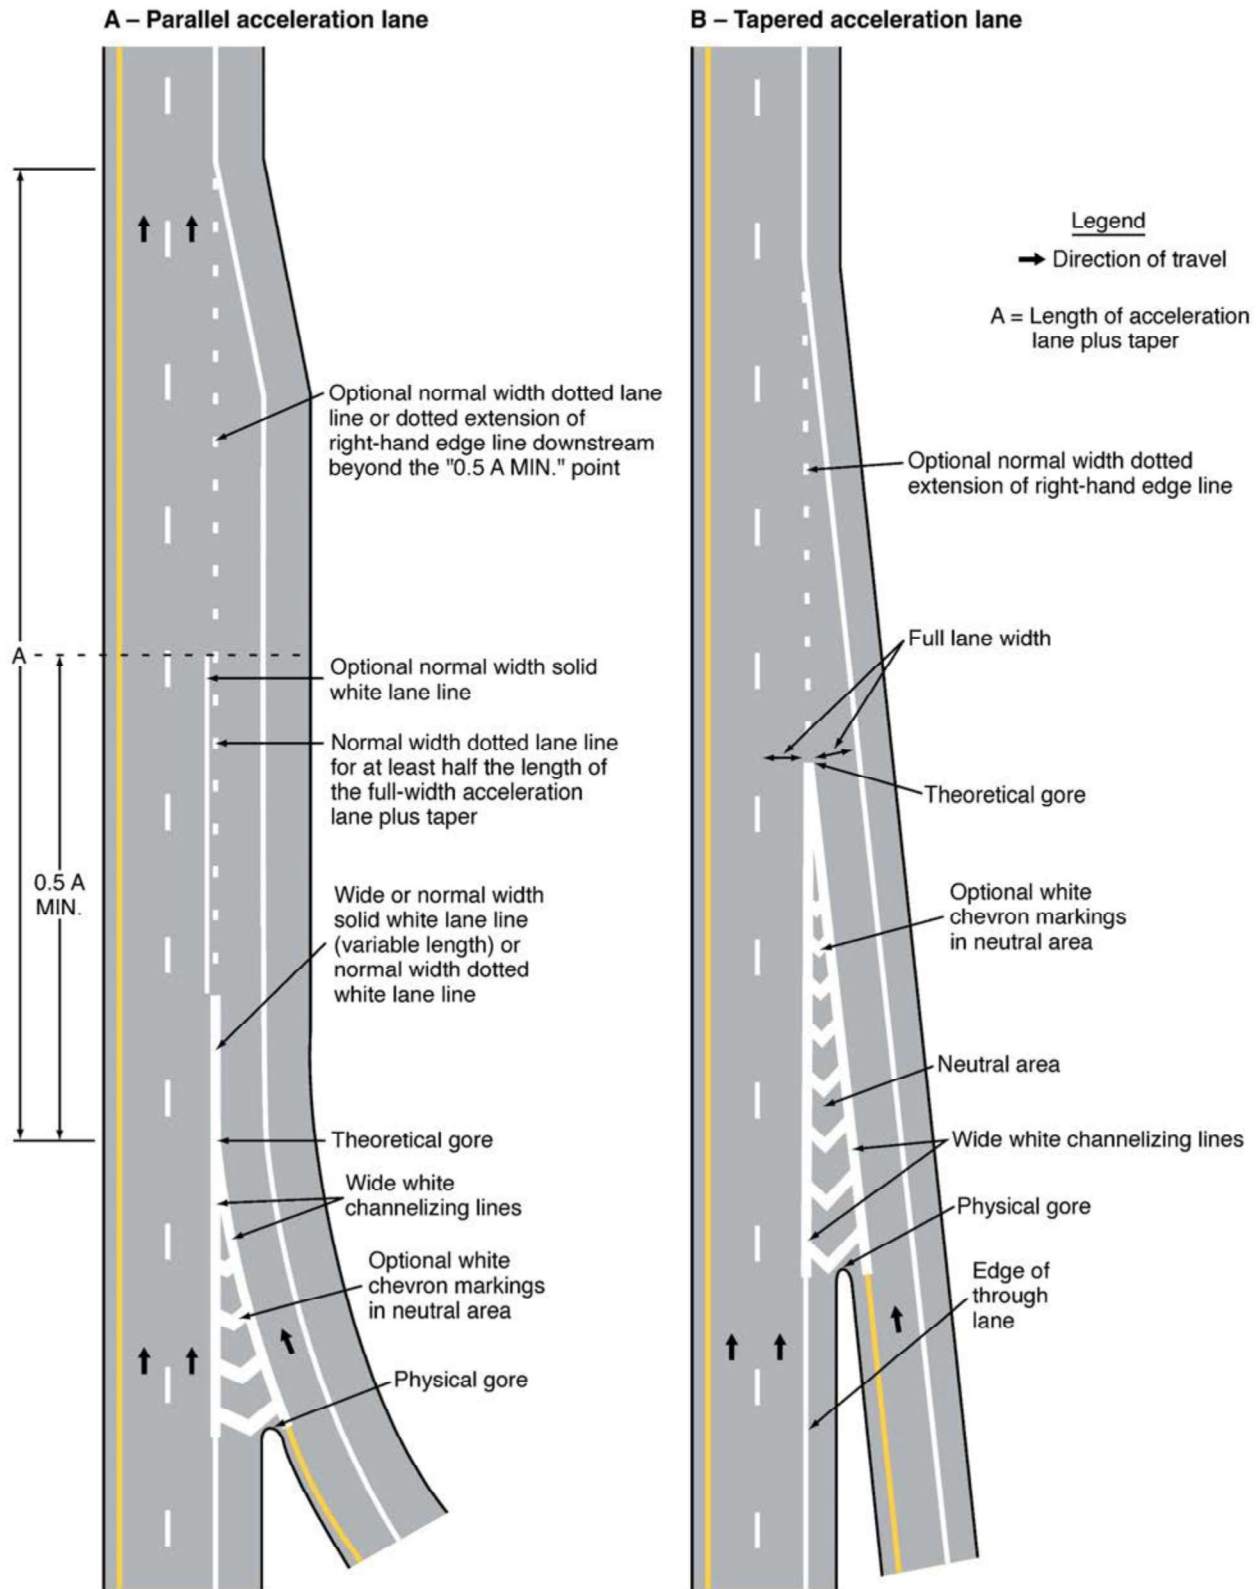 A – Parallel acceleration lane
B – Tapered acceleration lane
Legend
Direction of travel
A = Length of acceleration
lane plus taper
Optional normal width dotted lane
line or dotted extension of
right-hand edge line downstream
beyond the "0.5 A MIN." point
Optional normal width dotted
extension of right-hand edge line
Full lane width
A
Optional normal width solid
white lane line
Normal width dotted lane line
for at least half the length of
the full-width acceleration
lane plus taper
Theoretical gore
0.5 A
MIN.
Wide or normal width
solid white lane line
(variable length) or
normal width dotted
white lane line
Optional white
chevron markings
in neutral area
Neutral area
Theoretical gore
Wide white channelizing lines
Wide white
channelizing lines
Physical gore
Optional white
chevron markings
in neutral area
Edge of
through
lane
Physical gore